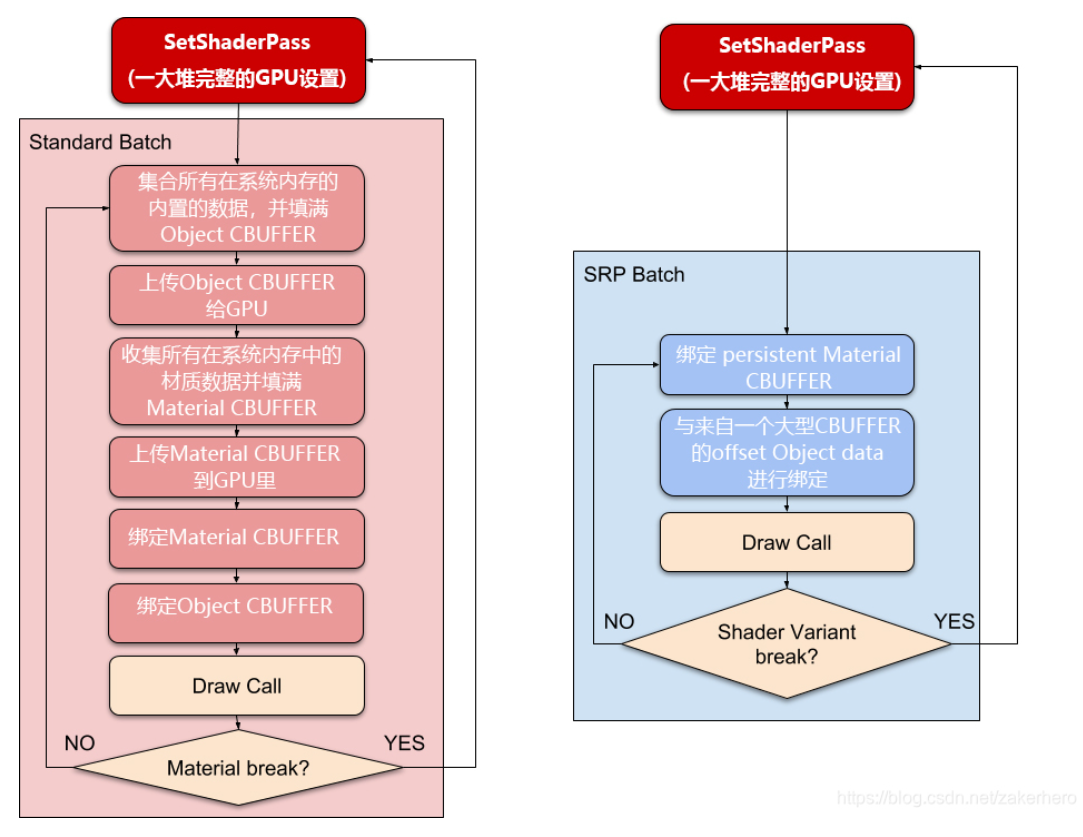 SetShaderPass
(一大堆完整的GPU设置)
Standard Batch
集合所有在系统内存的
内置的数据，并填满
Object CBUFFER
上传Object CBUFFER
给GPU
收集所有在系统内存中的
材质数据并填满
Material CBUFFER
上传Material CBUFFER
到GPU里
绑定Material CBUFFER
绑定Object CBUFFER
Draw Call
NO
YES
Material break?
SetShaderPass
(一大堆完整的GPU设置)
SRP Batch
绑定 persistent Material
CBUFFER
与来自一个大型CBUFFER
的offset Object data
进行绑定
Draw Call
NO
YES
Shader Variant
break?
https://blog.csdn.net/zakerhero